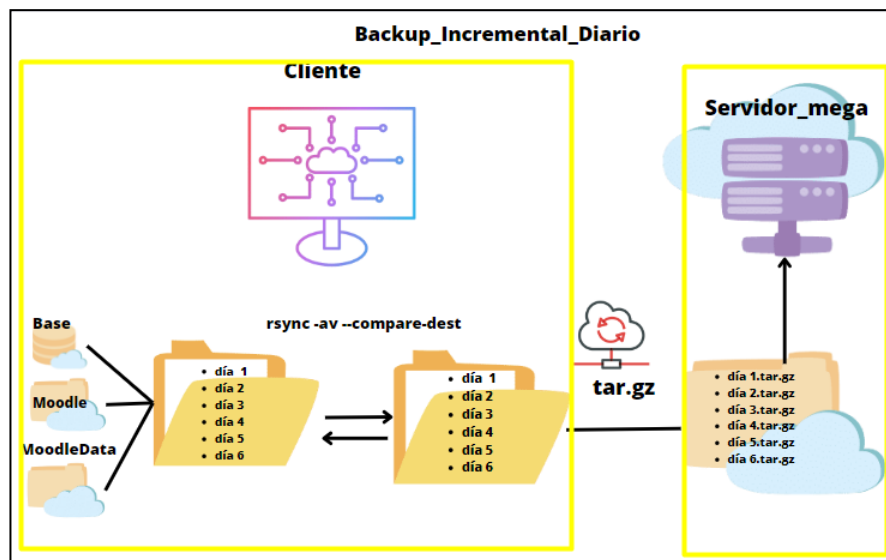 Backup_Incremental_Diario
Cliente
Servidor_mega
Base
Moodle
MoodleData
rsync -av --compare-dest
• día 1
• día 2
• día 3
• día 4
• día 5
• día 6
• día 1
• día 2
• día 3
• día 4
• día 5
• día 6
tar.gz
• día 1.tar.gz
• día 2.tar.gz
• día 3.tar.gz
• día 4.tar.gz
• día 5.tar.gz
• día 6.tar.gz